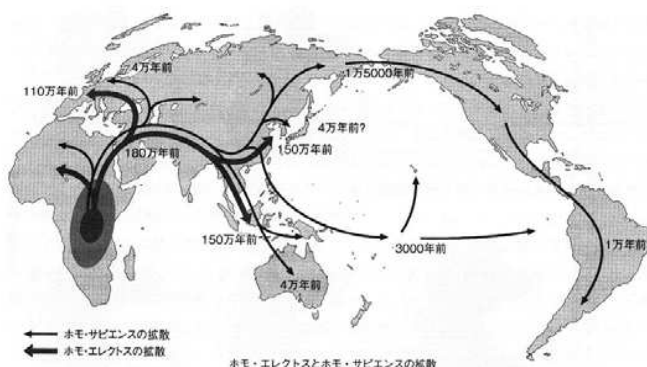 4万年前
110万年前
1万5000年前
4万年前?
180万年前
150万年前
150万年前
3000年前
1万年前
4万年前
ホモ・サピエンスの拡散
ホモ・エレクトスの拡散
ホモ・エレクトスとホモ・サピエンスの拡散